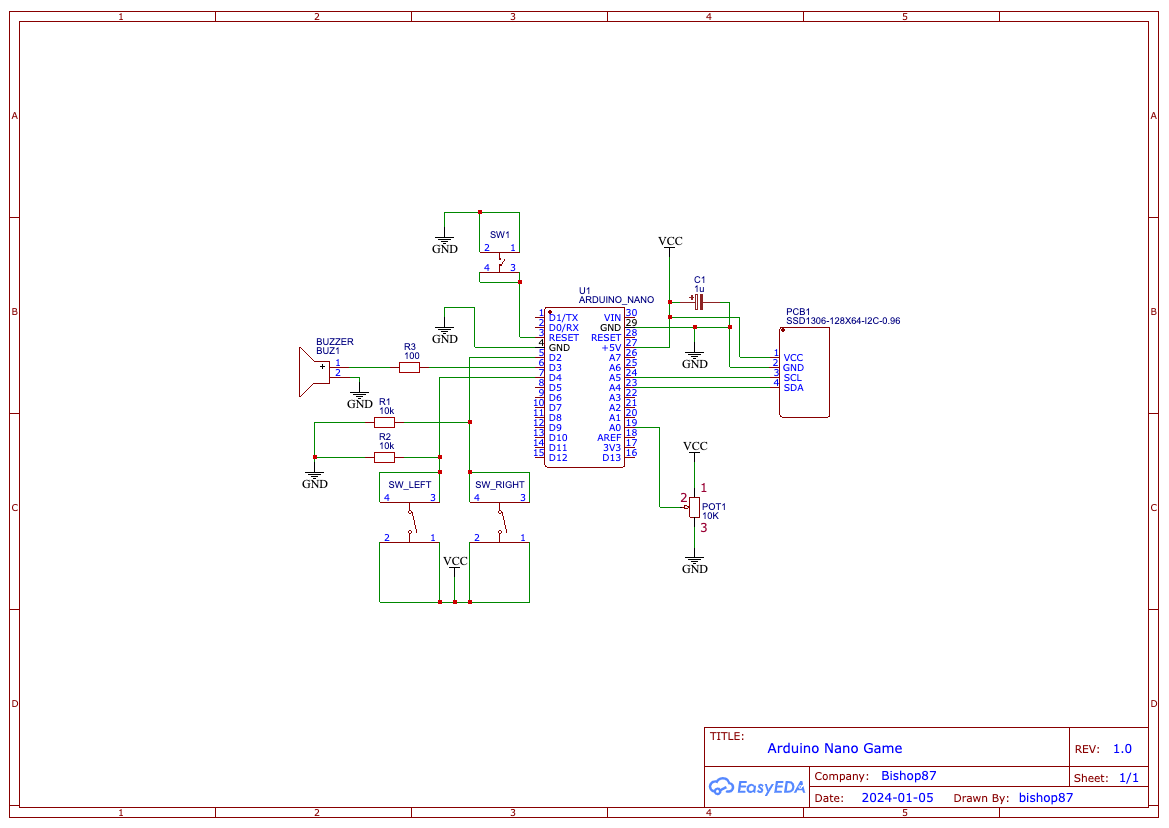 1 2 3 4 5
A A
B B
C C
D D
1 2 3 4 5
GND
SW1
2 1
4 3
GND
VCC
C1
1u
+
U1
ARDUINO_NANO
1 D1/TX VIN 30
2 D0/RX GND 29
3 RESET RESET 28
4 GND +5V 27
5 D2 A7 26
6 D3 A6 25
7 D4 A5 24
8 D5 A4 23
9 D6 A3 22
10 D7 A2 21
11 D8 A1 20
12 D9 A0 19
13 D10 AREF 18
14 D11 3V3 17
15 D12 D13 16
PCB1
SSD1306-128X64-I2C-0.96
1 VCC
2 GND
3 SCL
4 SDA
GND
BUZZER
BUZ1
+ 1
2
GND
R3
100
R1
10k
R2
10k
GND
SW_LEFT
4 3
2 1
SW_RIGHT
4 3
2 1
VCC
VCC
1
2
POT1
10K
3
GND
TITLE:
Arduino Nano Game
REV: 1.0
EasyEDA
Company: Bishop87
Sheet: 1/1
Date: 2024-01-05 Drawn By: bishop87